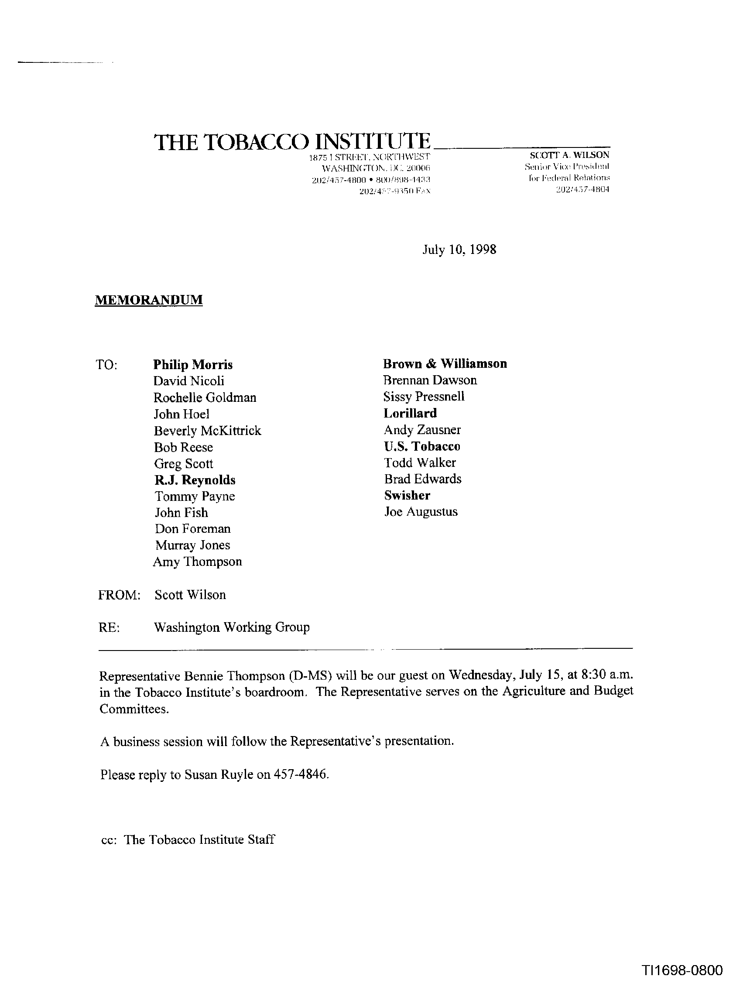 THE TOBACCO INSTITUTE
1875 I STREET, NORTHWEST
WASHINGTON, DC 20006
202/457-4800 • 800/898-4433
202/457-9350 Fax
SCOTT A. WILSON
Senior Vice President
for Federal Relations
202/457-4804
July 10, 1998
MEMORANDUM
TO: Philip Morris
David Nicoli
Rochelle Goldman
John Hoel
Beverly McKittrick
Bob Reese
Greg Scott
R.J. Reynolds
Tommy Payne
John Fish
Don Foreman
Murray Jones
Amy Thompson
Brown & Williamson
Brennan Dawson
Sissy Pressnell
Lorillard
Andy Zausner
U.S. Tobacco
Todd Walker
Brad Edwards
Swisher
Joe Augustus
FROM: Scott Wilson
RE: Washington Working Group
Representative Bennie Thompson (D-MS) will be our guest on Wednesday, July 15, at 8:30 a.m.
in the Tobacco Institute's boardroom. The Representative serves on the Agriculture and Budget
Committees.
A business session will follow the Representative's presentation.
Please reply to Susan Ruyle on 457-4846.
cc: The Tobacco Institute Staff
TI1698-0800